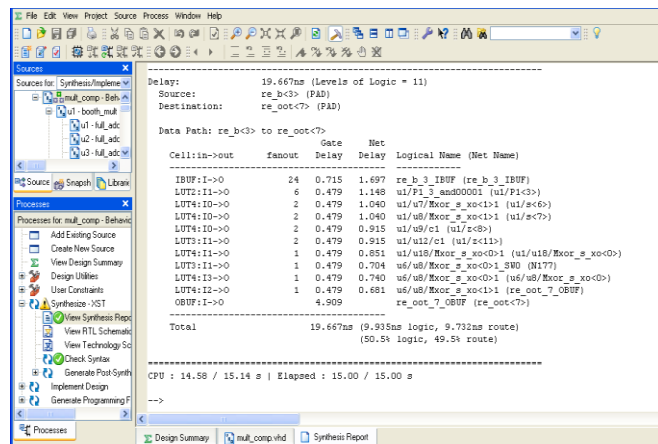 File Edit View Project Source Process Window Help
Sources
Sources for: Synthesis/Impleme
mult_comp - Beh
u1 - booth_mult
u1 - full_adc
u2 - full_adc
u3 - full_adc
Source Snapsh Librarie
Processes
Processes for: mult_comp - Behavic
Add Existing Source
Create New Source
View Design Summary
Design Utilities
User Constraints
Synthesize - XST
View Synthesis Repo
View RTL Schematic
View Technology Sc
Check Syntax
Generate Post-Synth
Implement Design
Generate Programming F
Processes
Delay: 19.667ns (Levels of Logic = 11)
Source: re_b<3> (PAD)
Destination: re_oot<7> (PAD)
Data Path: re_b<3> to re_oot<7>
Gate Net
Cell:in->out fanout Delay Delay Logical Name (Net Name)
IBUF:I->O 24 0.715 1.697 re_b_3_IBUF (re_b_3_IBUF)
LUT2:I1->O 6 0.479 1.148 u1/P1_3_and00001 (u1/P1<3>)
LUT4:I0->O 2 0.479 1.040 u1/u7/Mxor_s_xo<1>1 (u1/s<6>)
LUT4:I0->O 2 0.479 1.040 u1/u8/Mxor_s_xo<1>1 (u1/s<7>)
LUT4:I0->O 2 0.479 0.915 u1/u9/c1 (u1/z<8>)
LUT3:I1->O 2 0.479 0.915 u1/u12/c1 (u1/z<11>)
LUT4:I1->O 1 0.479 0.851 u1/u18/Mxor_s_xo<0>1 (u1/u18/Mxor_s_xo<0>)
LUT3:I1->O 1 0.479 0.704 u6/u8/Mxor_s_xo<0>1_SW0 (N177)
LUT4:I3->O 1 0.479 0.740 u6/u8/Mxor_s_xo<0>1 (u6/u8/Mxor_s_xo<0>)
LUT4:I2->O 1 0.479 0.681 u6/u8/Mxor_s_xo<1>1 (re_oot_7_OBUF)
OBUF:I->O 4.909 re_oot_7_OBUF (re_oot<7>)
Total 19.667ns (9.935ns logic, 9.732ns route)
(50.5% logic, 49.5% route)
CPU : 14.58 / 15.14 s | Elapsed : 15.00 / 15.00 s
-->
Design Summary mult_comp.vhd Synthesis Report